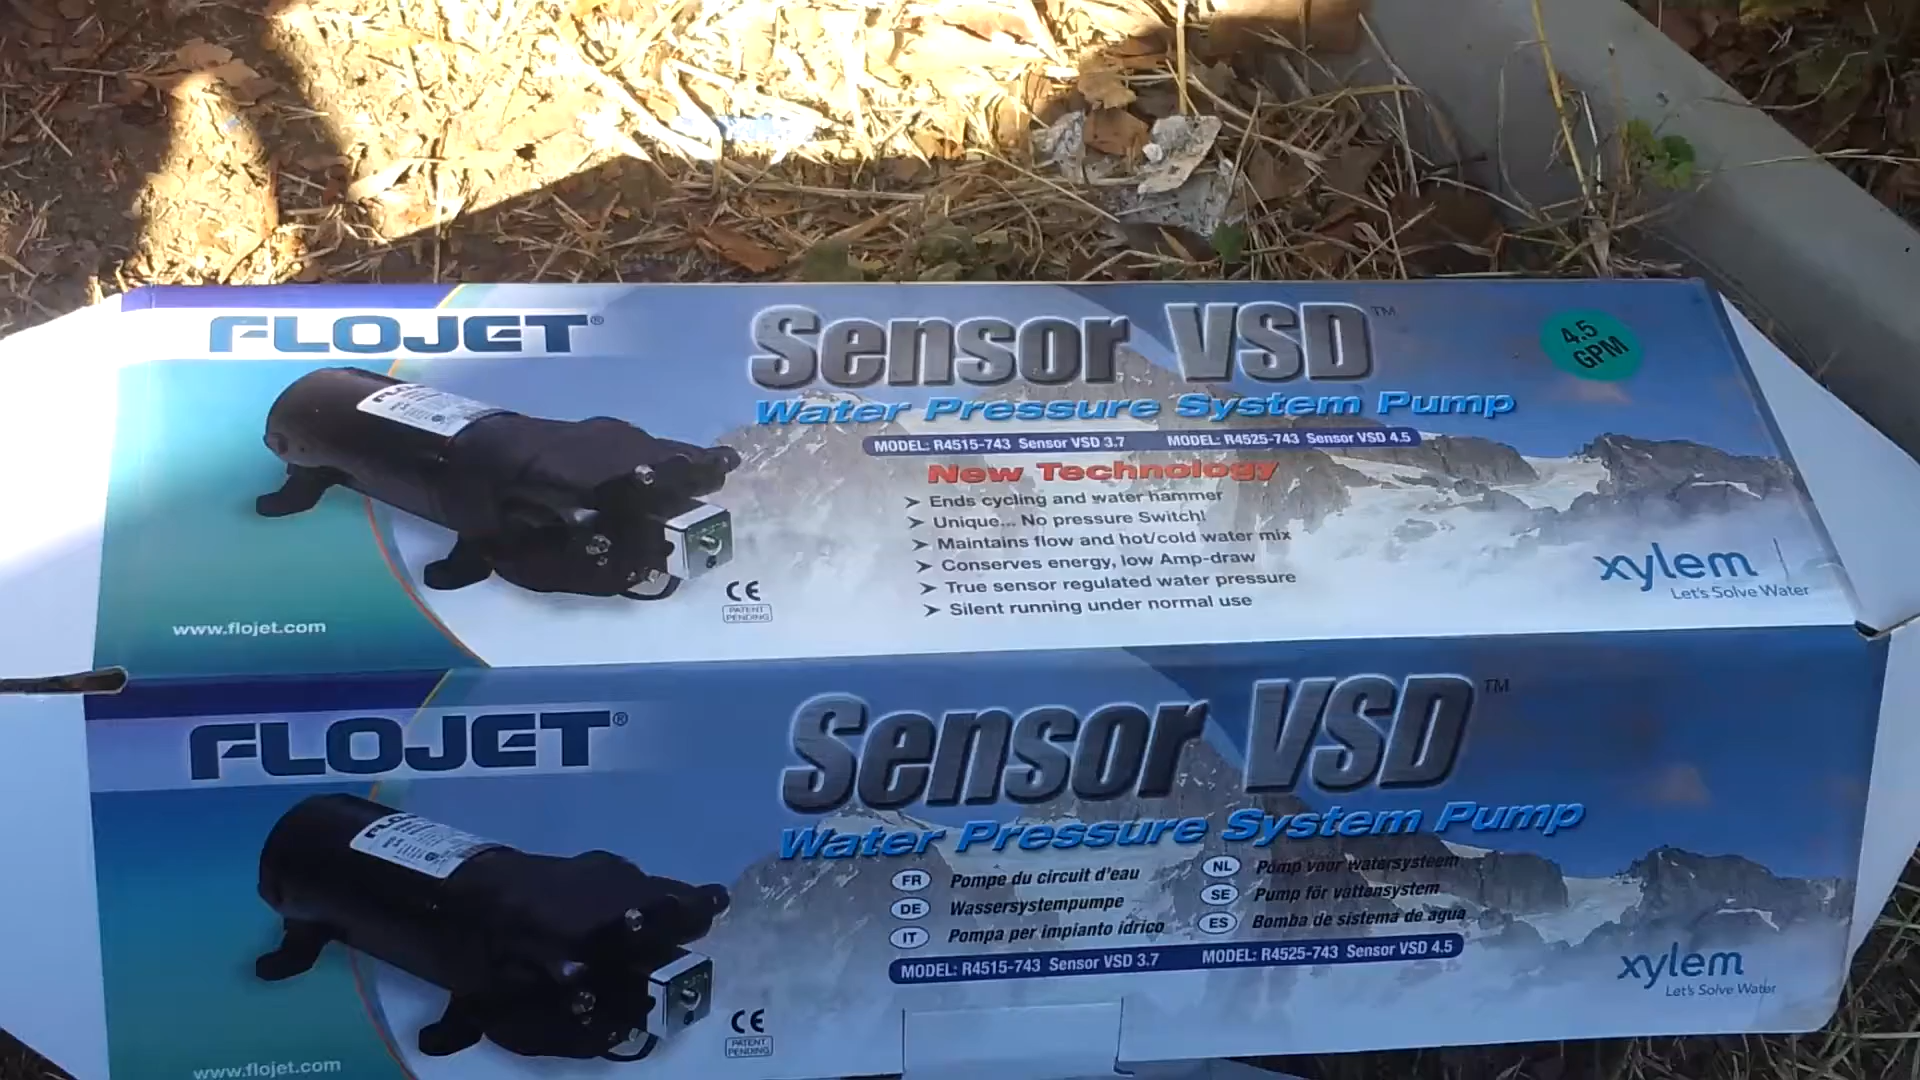 FLOJET®
Sensor VSD™
4.5
GPM
Water Pressure System Pump
MODEL: R4515-743 Sensor VSD 3.7 MODEL: R4525-743 Sensor VSD 4.5
New Technology
➤ Ends cycling and water hammer
➤ Unique... No pressure Switch!
➤ Maintains flow and hot/cold water mix
➤ Conserves energy, low Amp-draw
➤ True sensor regulated water pressure
➤ Silent running under normal use
CE
PATENT
PENDING
xylem
Let's Solve Water
www.flojet.com
FLOJET®
Sensor VSD™
Water Pressure System Pump
FR Pompe du circuit d'eau
DE Wassersystempumpe
IT Pompa per impianto idrico
NL Pomp voor watersysteem
SE Pump för vattensystem
ES Bomba de sistema de agua
MODEL: R4515-743 Sensor VSD 3.7 MODEL: R4525-743 Sensor VSD 4.5
CE
PATENT
PENDING
xylem
Let's Solve Water
www.flojet.com